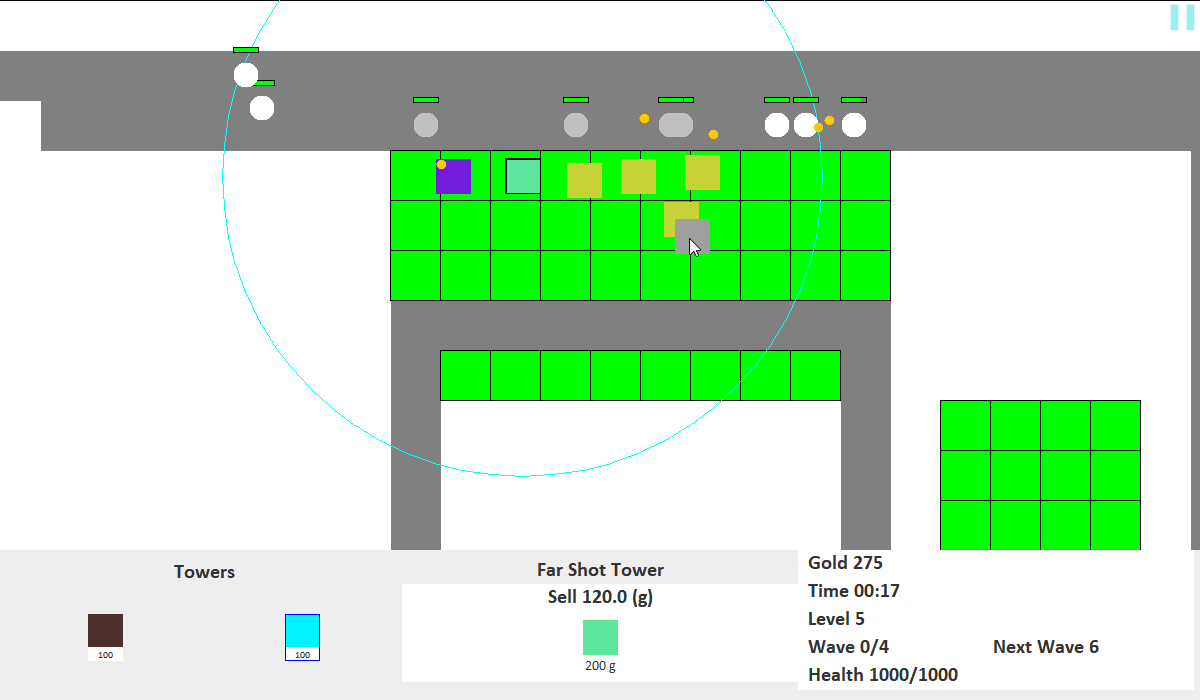 Towers
100
100
Far Shot Tower
Sell 120.0 (g)
200 g
Gold 275
Time 00:17
Level 5
Wave 0/4 Next Wave 6
Health 1000/1000